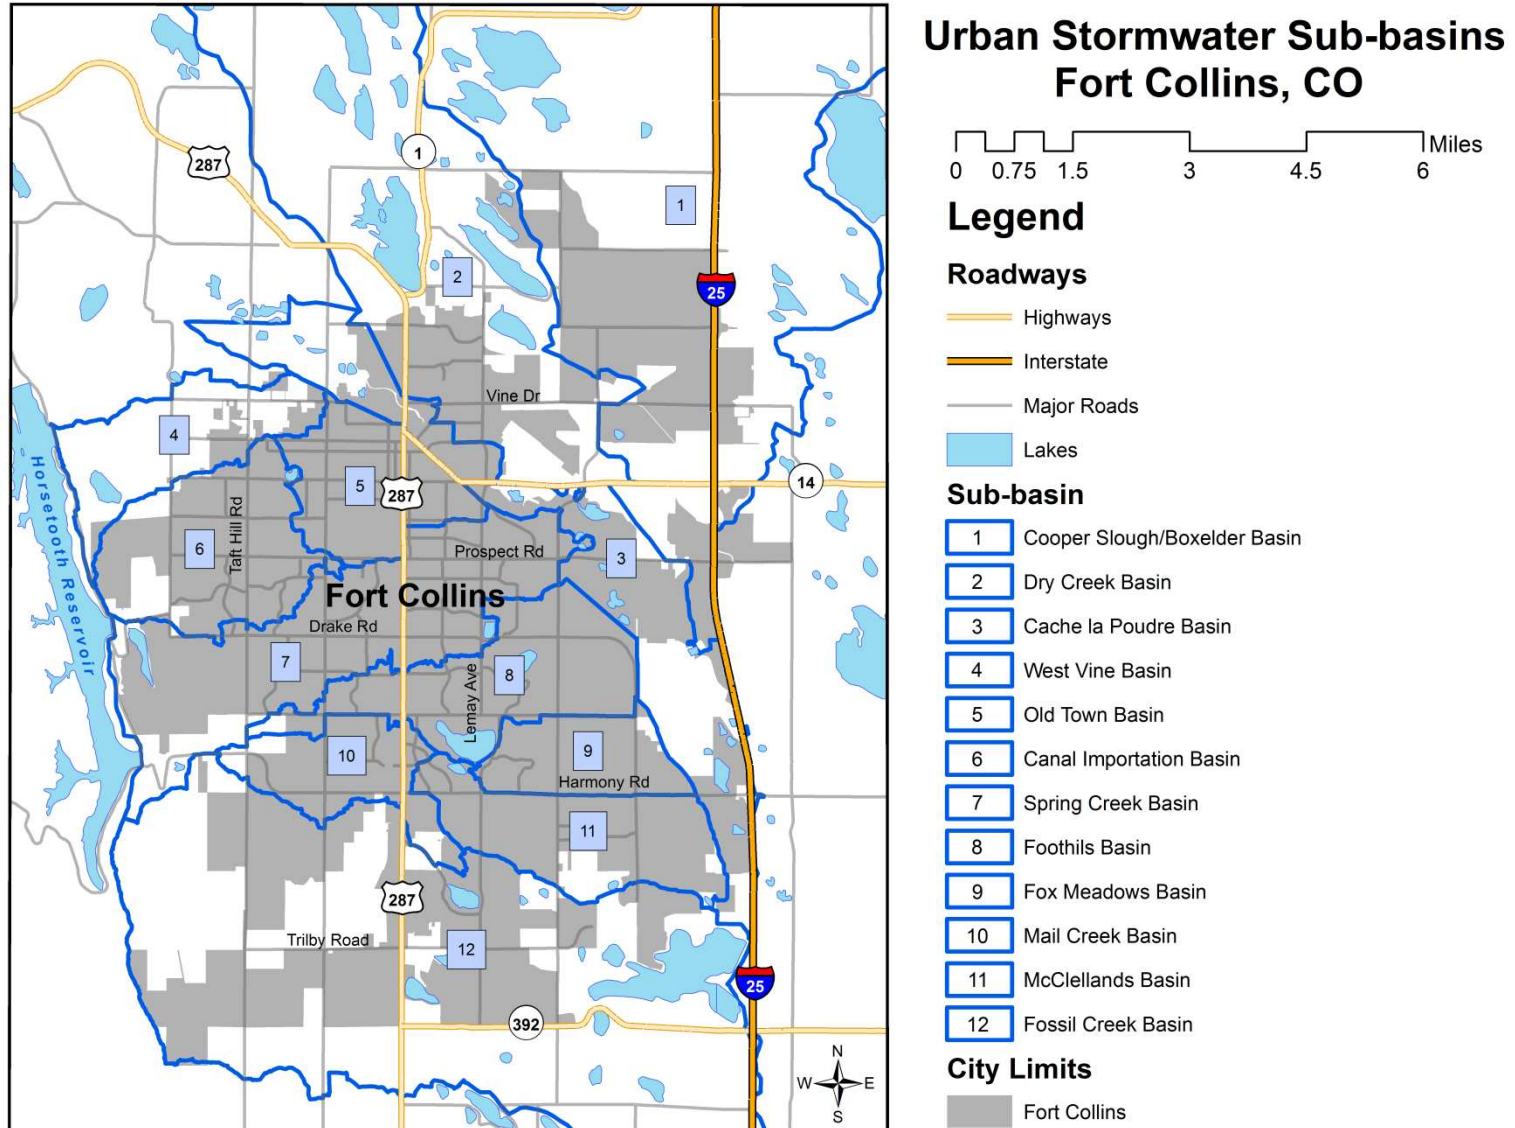 Urban Stormwater Sub-basins
Fort Collins, CO
Miles
0 0.75 1.5 3 4.5 6
Legend
Roadways
Highways
Interstate
Major Roads
Lakes
Sub-basin
1 Cooper Slough/Boxelder Basin
2 Dry Creek Basin
3 Cache la Poudre Basin
4 West Vine Basin
5 Old Town Basin
6 Canal Importation Basin
7 Spring Creek Basin
8 Foothils Basin
9 Fox Meadows Basin
10 Mail Creek Basin
11 McClellands Basin
12 Fossil Creek Basin
City Limits
Fort Collins
287
1
1
2
25
Vine Dr
4
Horsetooth Reservoir
5
287
14
Taft Hill Rd
6
Prospect Rd
3
Fort Collins
Drake Rd
7
8
Lemay Ave
10
9
Harmony Rd
11
287
Trilby Road
12
25
392
N
W E
S